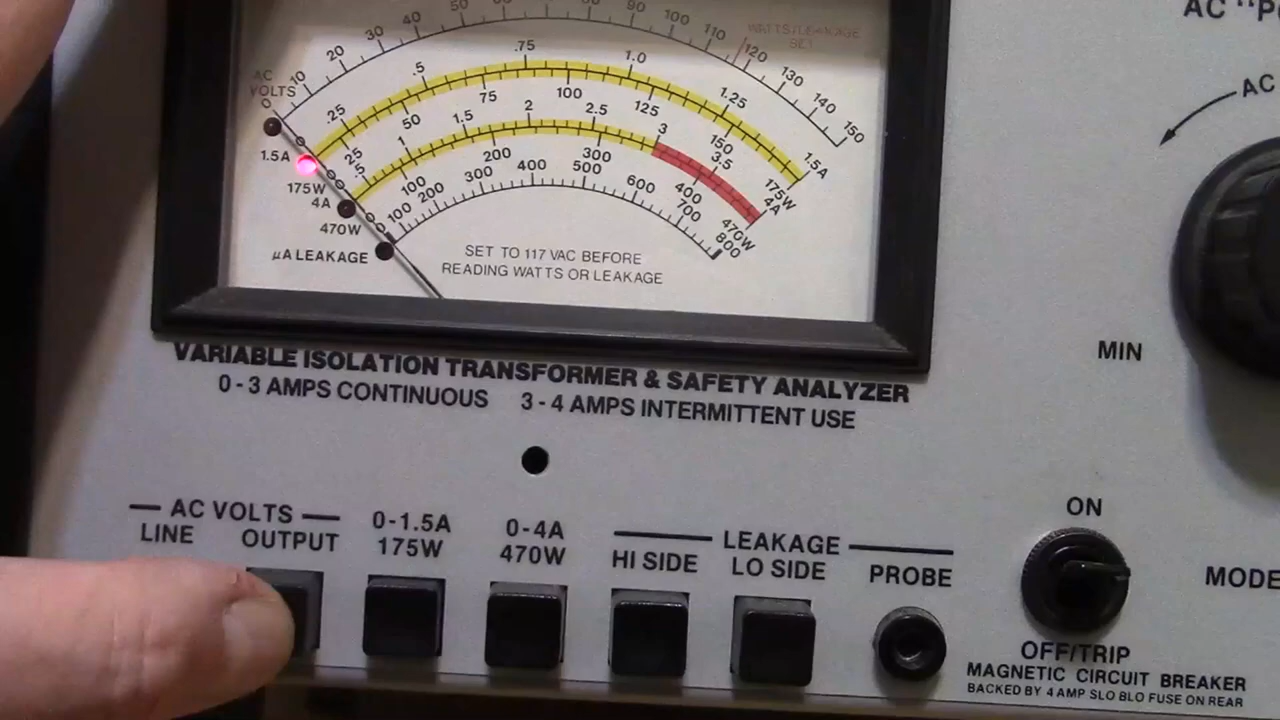 AC "P
AC
50 90
40 100
30 110
20 120
10 130
140
150
WATTS/LEAKAGE
SET
AC
VOLTS
0
.25 .5 .75 1.0 1.25 1.5A
25 50 75 100 125 150 175W
.5 1 1.5 2 2.5 3 3.5 4A
100 200 300 400 470W
100 200 300 400 500 600 700 800
0
1.5A
175W
4A
470W
µA LEAKAGE
SET TO 117 VAC BEFORE
READING WATTS OR LEAKAGE
MIN
VARIABLE ISOLATION TRANSFORMER & SAFETY ANALYZER
0 - 3 AMPS CONTINUOUS 3 - 4 AMPS INTERMITTENT USE
AC VOLTS
LINE OUTPUT
0-1.5A
175W
0-4A
470W
LEAKAGE
HI SIDE LO SIDE PROBE
ON
MODE
OFF/TRIP
MAGNETIC CIRCUIT BREAKER
BACKED BY 4 AMP SLO BLO FUSE ON REAR